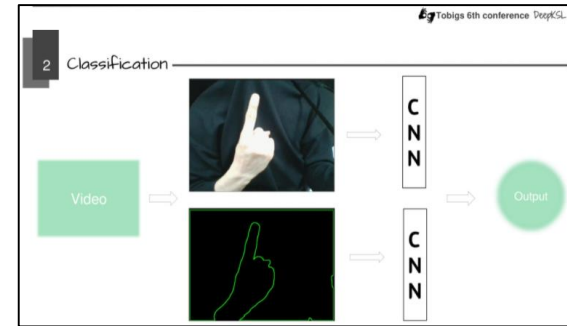 Tobigs 6th conference DeepKSL
2 Classification
Video
C
N
N
C
N
N
Output